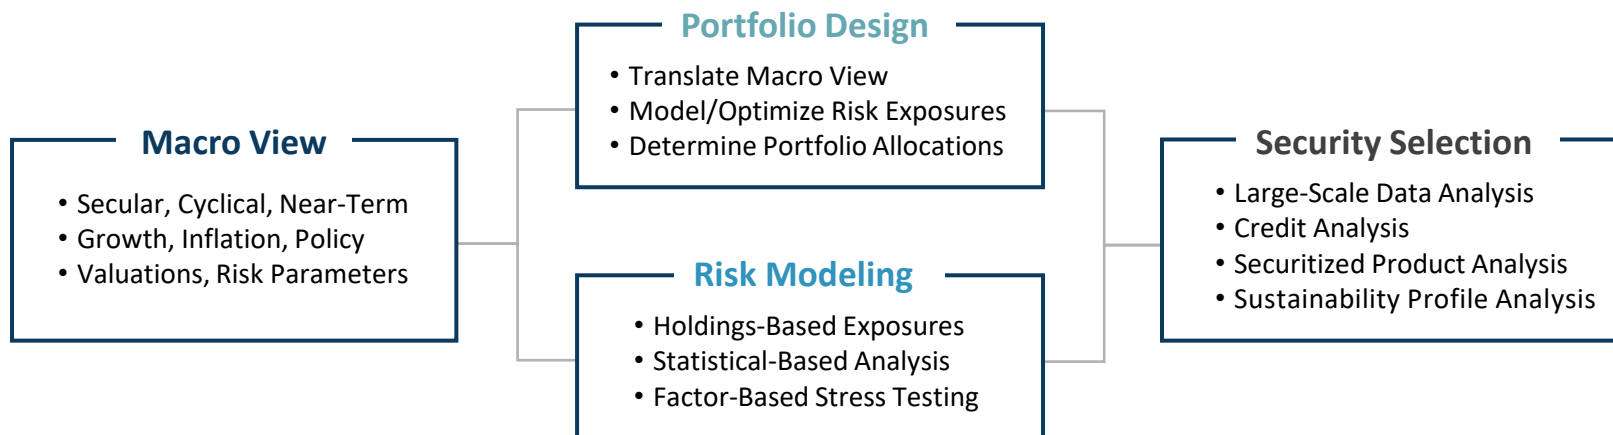 Macro View
• Secular, Cyclical, Near-Term
• Growth, Inflation, Policy
• Valuations, Risk Parameters
Portfolio Design
• Translate Macro View
• Model/Optimize Risk Exposures
• Determine Portfolio Allocations
Risk Modeling
• Holdings-Based Exposures
• Statistical-Based Analysis
• Factor-Based Stress Testing
Security Selection
• Large-Scale Data Analysis
• Credit Analysis
• Securitized Product Analysis
• Sustainability Profile Analysis